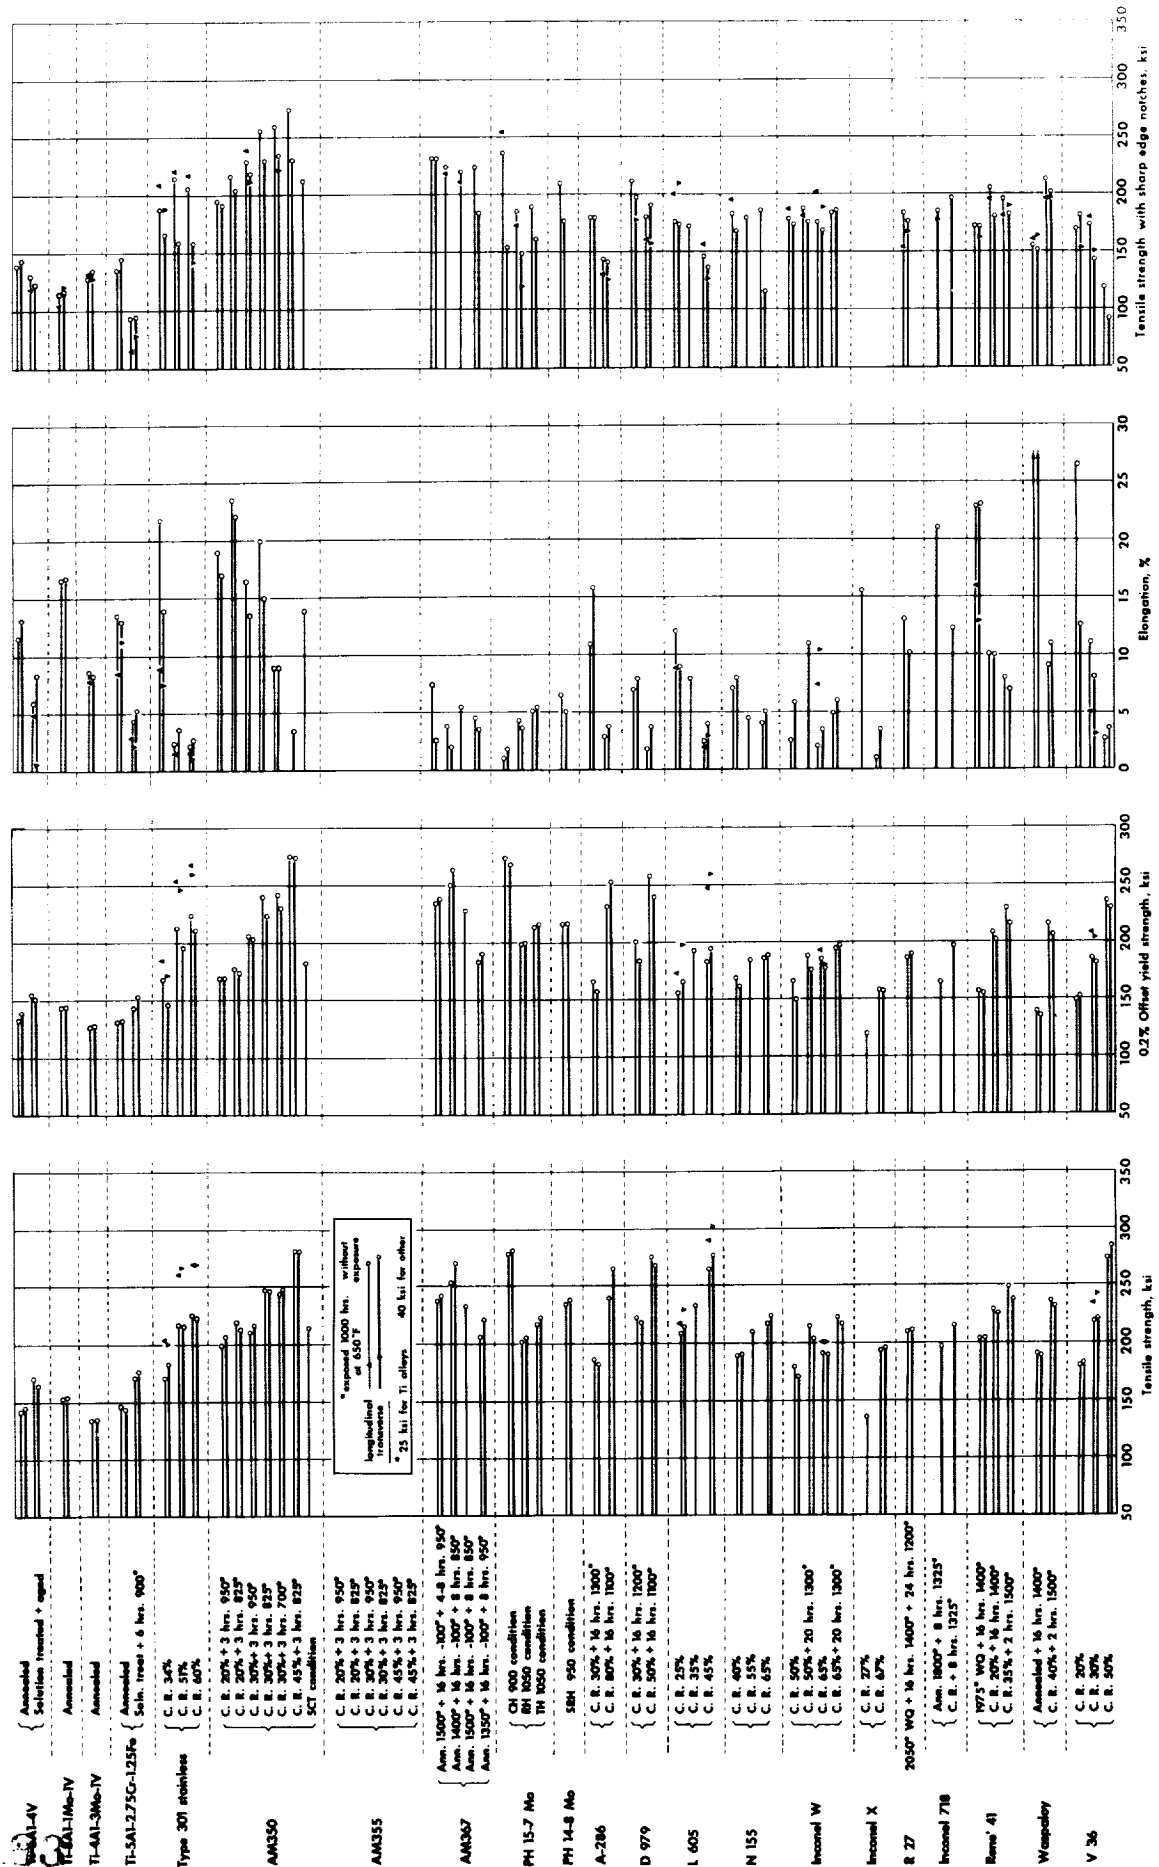 Ti-8Al-1Mo-1V
Ti-4Al-3Mo-1V
Ti-5Al-2.75Cr-1.25Fe
Type 301 stainless
AM350
AM355
AM367
PH 15-7 Mo
PH 14-8 Mo
A-286
D 979
L 605
N 155
Inconel W
Inconel X
R 27
Inconel 718
Rene' 41
Waspaloy
V 36
Annealed
Solution treated + aged
Annealed
Annealed
Annealed
Soln. treat + 6 hrs. 900°
C. R. 34%
C. R. 51%
C. R. 60%
C. R. 20% + 3 hrs. 950°
C. R. 20% + 3 hrs. 825°
C. R. 30% + 3 hrs. 950°
C. R. 30% + 3 hrs. 825°
C. R. 30% + 3 hrs. 700°
C. R. 45% + 3 hrs. 825°
SCT condition
C. R. 20% + 3 hrs. 950°
C. R. 20% + 3 hrs. 825°
C. R. 30% + 3 hrs. 950°
C. R. 30% + 3 hrs. 825°
C. R. 45% + 3 hrs. 950°
C. R. 45% + 3 hrs. 825°
Ann. 1500° + 16 hrs. -100° + 4-8 hrs. 950°
Ann. 1400° + 16 hrs. -100° + 8 hrs. 850°
Ann. 1500° + 16 hrs. -100° + 8 hrs. 850°
Ann. 1350° + 16 hrs. -100° + 8 hrs. 950°
CH 900 condition
RH 1050 condition
TH 1050 condition
SRH 950 condition
C. R. 30% + 16 hrs. 1300°
C. R. 80% + 16 hrs. 1100°
C. R. 30% + 16 hrs. 1200°
C. R. 50% + 16 hrs. 1100°
C. R. 25%
C. R. 35%
C. R. 45%
C. R. 40%
C. R. 55%
C. R. 65%
C. R. 50%
C. R. 50% + 20 hrs. 1300°
C. R. 65%
C. R. 65% + 20 hrs. 1300°
C. R. 27%
C. R. 67%
2050° WQ + 16 hrs. 1400° + 24 hrs. 1200°
Ann. 1800° + 8 hrs. 1325°
C. R. + 8 hrs. 1325°
1975° WQ + 16 hrs. 1400°
C. R. 20% + 16 hrs. 1400°
C. R. 35% + 2 hrs. 1500°
Annealed + 16 hrs. 1400°
C. R. 40% + 2 hrs. 1500°
C. R. 20%
C. R. 30%
C. R. 50%
° exposed 1000 hrs. at 650°F
without exposure
longitudinal
transverse
° 25 ksi for Ti alloys 40 ksi for other
50 100 150 200 250 300 350
Tensile strength, ksi
50 100 150 200 250 300
0.2% Offset yield strength, ksi
0 5 10 15 20 25 30
Elongation, %
50 100 150 200 250 300 350
Tensile strength with sharp edge notches, ksi